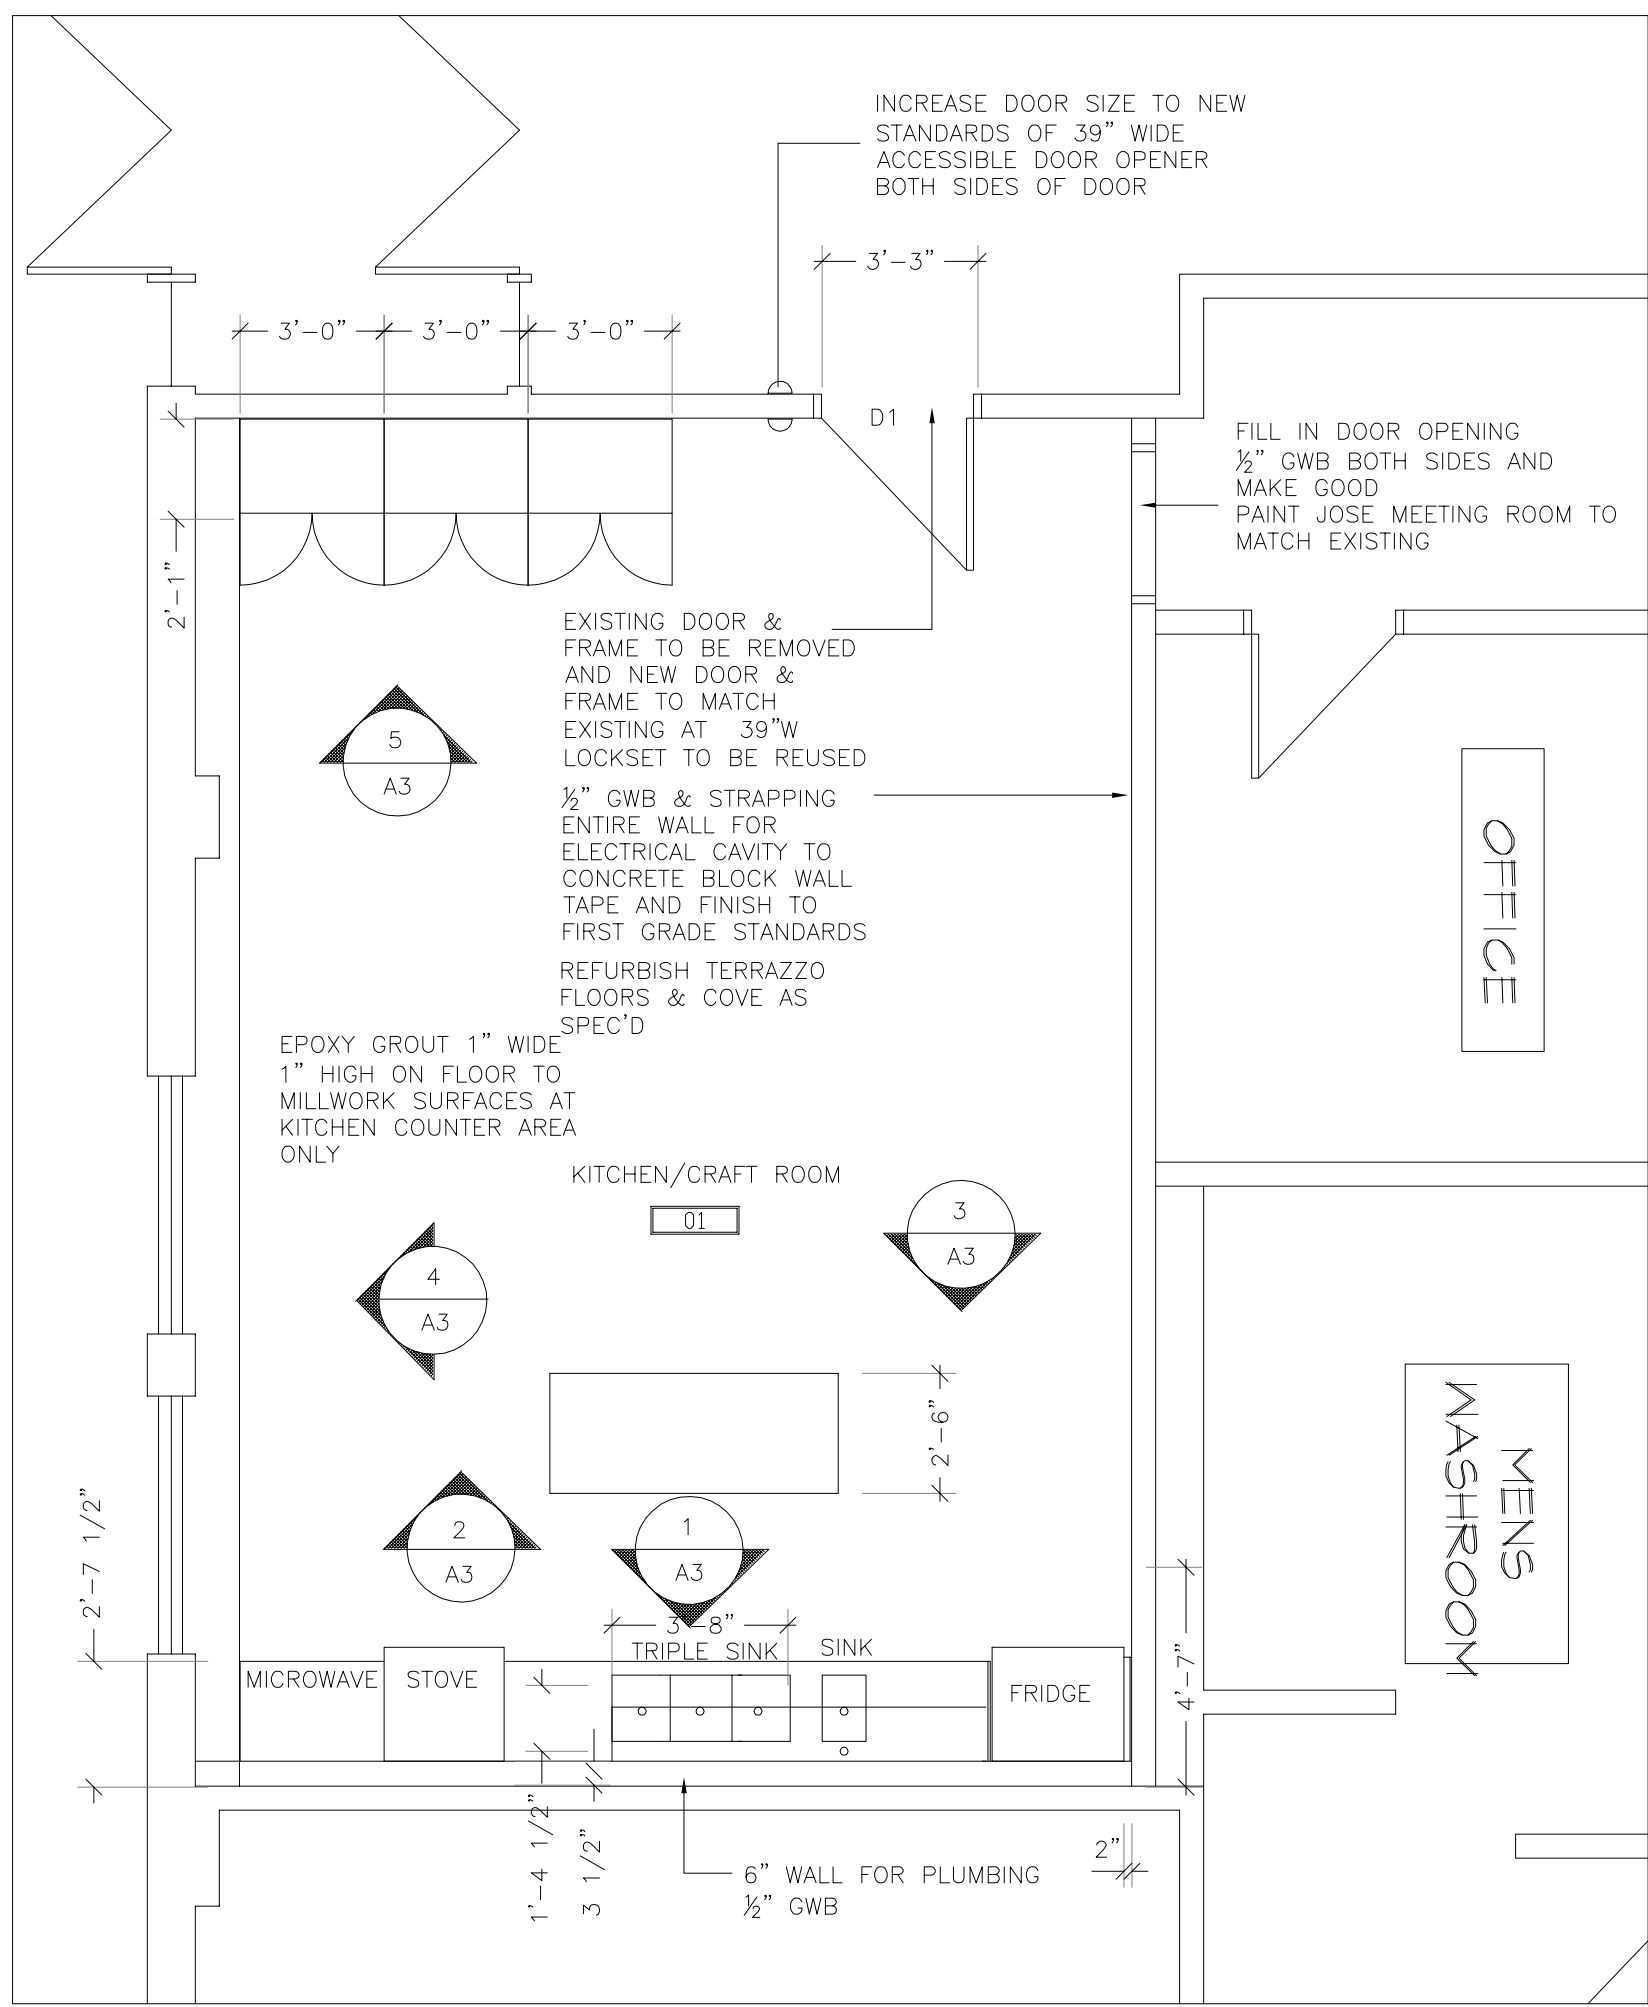 INCREASE DOOR SIZE TO NEW
STANDARDS OF 39" WIDE
ACCESSIBLE DOOR OPENER
BOTH SIDES OF DOOR
3'-3"
3'-0"
3'-0"
3'-0"
D1
FILL IN DOOR OPENING
½" GWB BOTH SIDES AND
MAKE GOOD
PAINT JOSE MEETING ROOM TO
MATCH EXISTING
2'-1"
EXISTING DOOR &
FRAME TO BE REMOVED
AND NEW DOOR &
FRAME TO MATCH
EXISTING AT 39"W
LOCKSET TO BE REUSED
5
A3
½" GWB & STRAPPING
ENTIRE WALL FOR
ELECTRICAL CAVITY TO
CONCRETE BLOCK WALL
TAPE AND FINISH TO
FIRST GRADE STANDARDS
OFFICE
REFURBISH TERRAZZO
FLOORS & COVE AS
SPEC'D
EPOXY GROUT 1" WIDE
1" HIGH ON FLOOR TO
MILLWORK SURFACES AT
KITCHEN COUNTER AREA
ONLY
KITCHEN/CRAFT ROOM
01
3
A3
4
A3
2'-6"
MENS
WASHROOM
2'-7 1/2"
2
A3
1
A3
3'-8"
TRIPLE SINK
SINK
MICROWAVE
STOVE
FRIDGE
4'-7"
1'-4 1/2"
3 1/2"
2"
6" WALL FOR PLUMBING
½" GWB